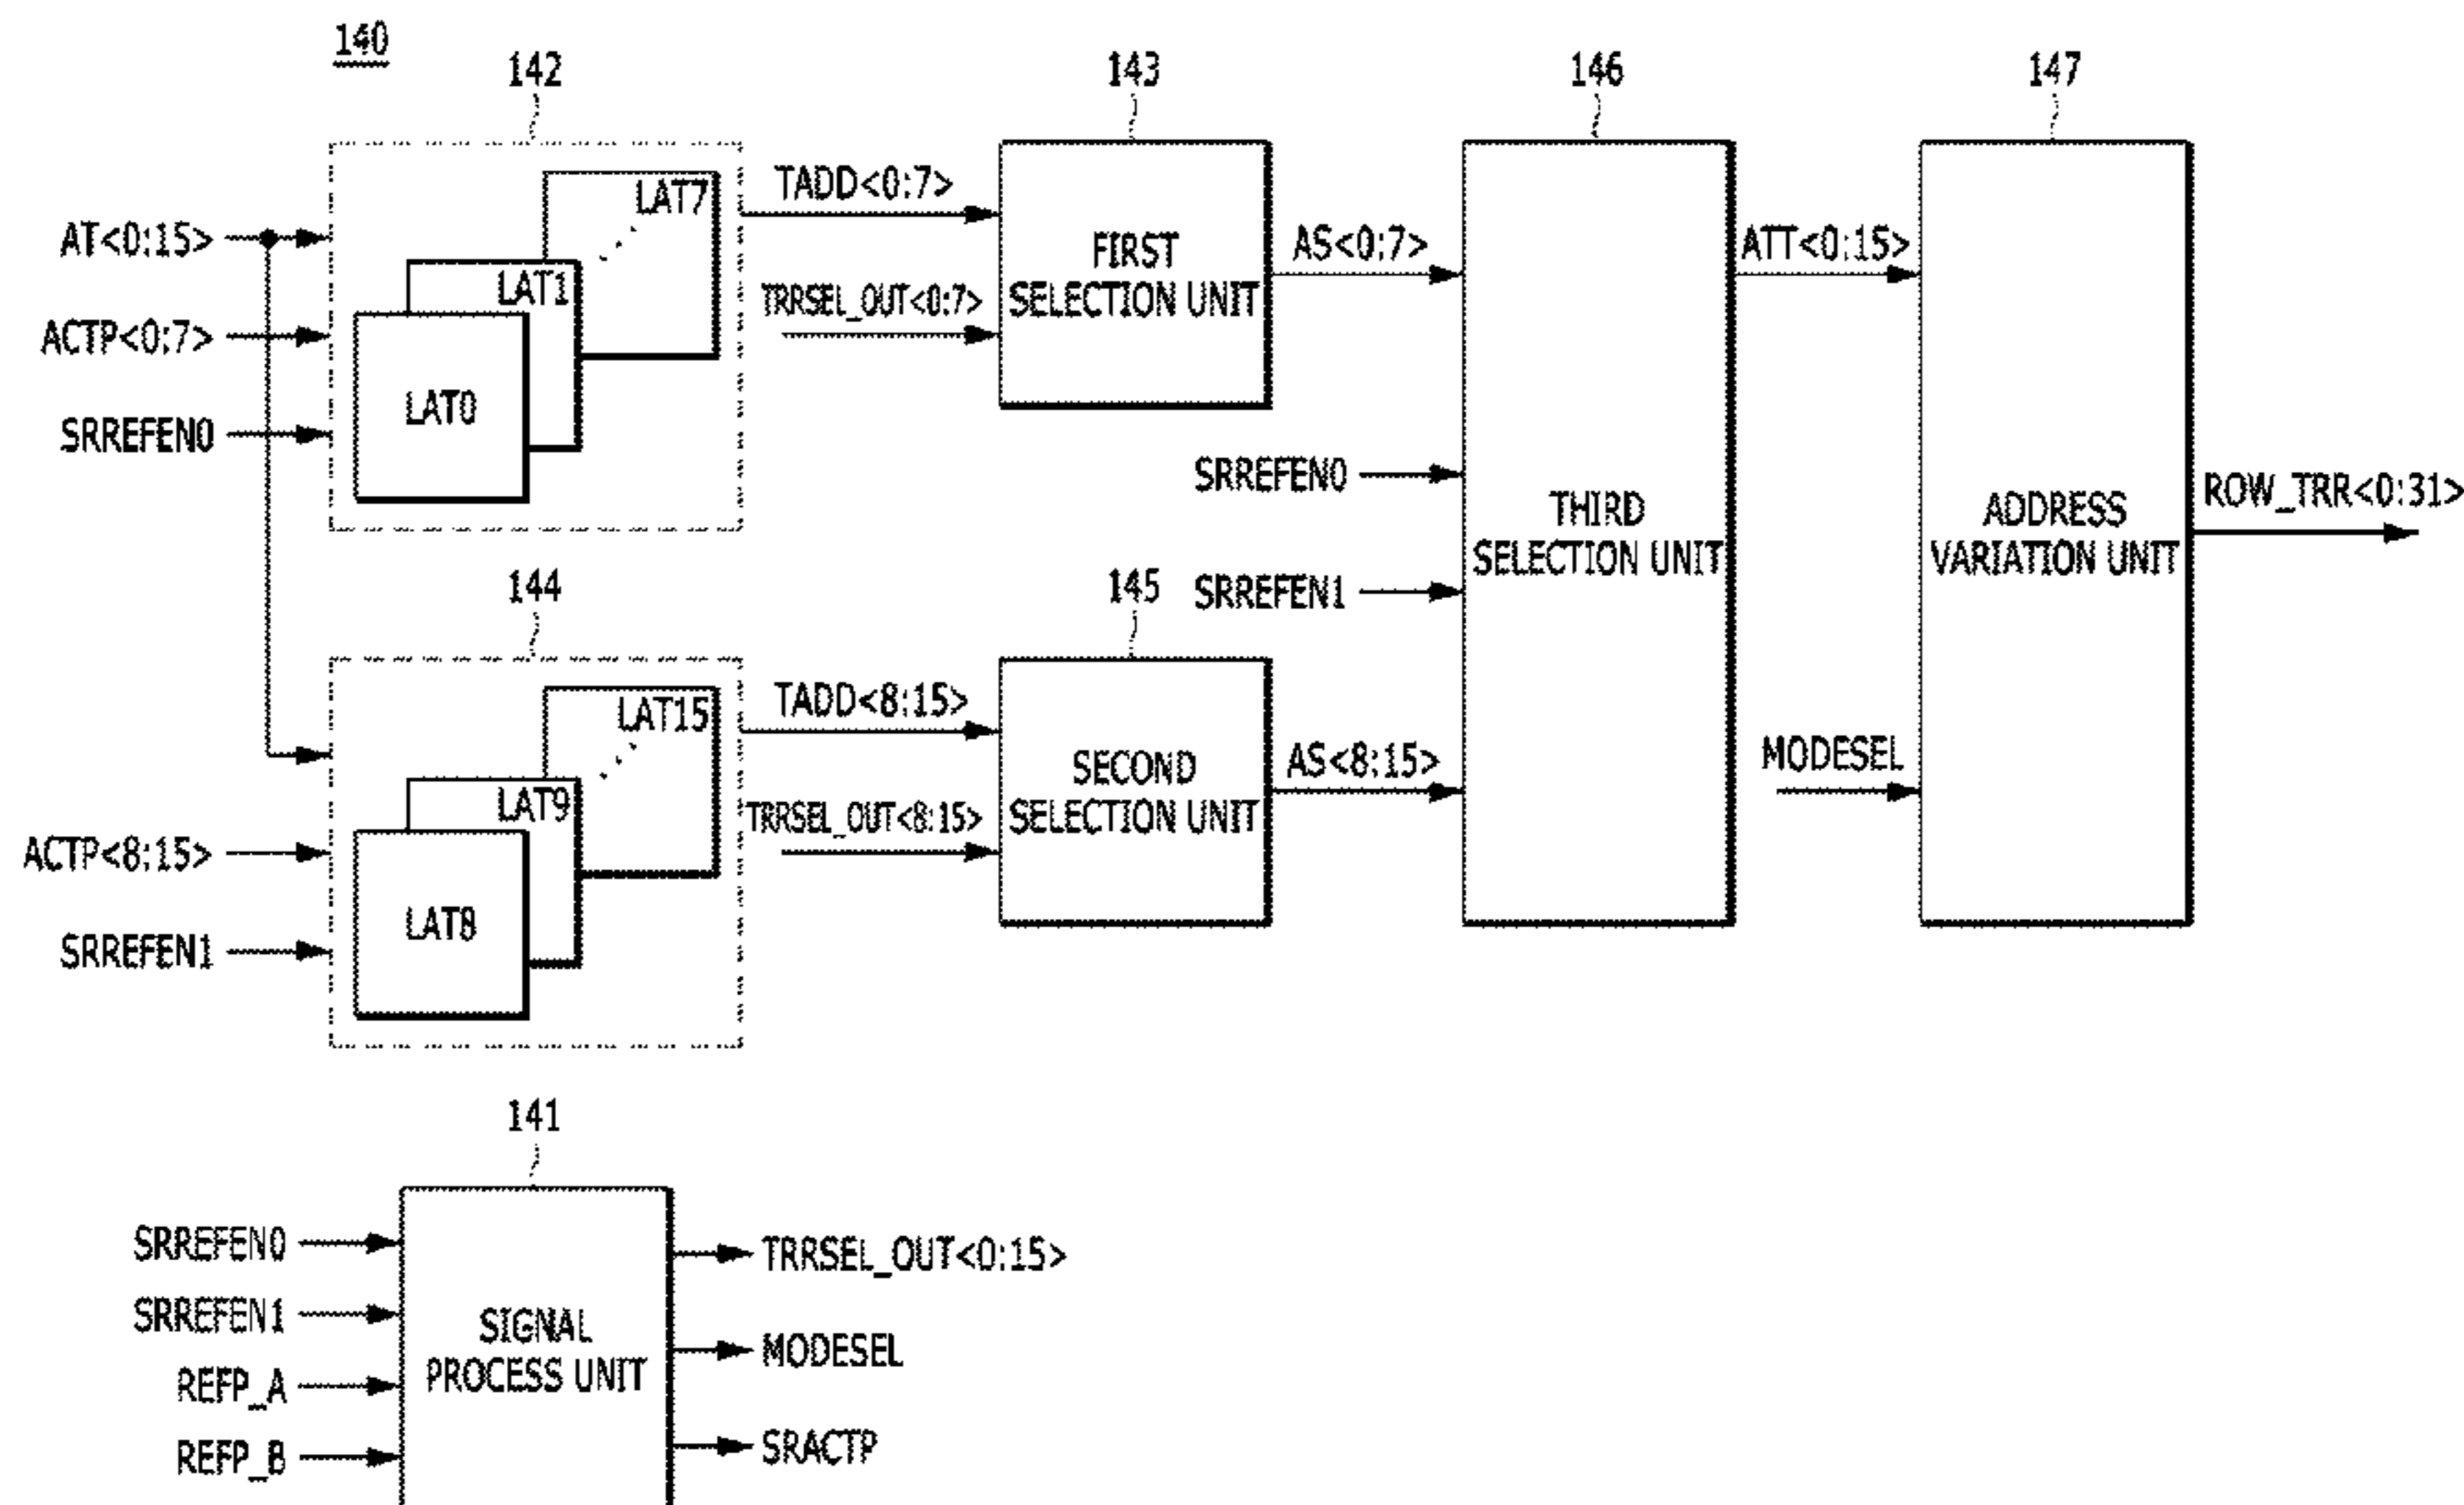 140
142
143
146
147
AT<0:15>
ACTP<0:7>
SRREFEN0
LAT7
LAT1
LAT0
TADD<0:7>
TRRSEL_OUT<0:7>
FIRST
SELECTION UNIT
AS<0:7>
SRREFEN0
SRREFEN1
THIRD
SELECTION UNIT
ATT<0:15>
MODESEL
ADDRESS
VARIATION UNIT
ROW_TRR<0:31>
144
145
ACTP<8:15>
SRREFEN1
LAT15
LAT9
LAT8
TADD<8:15>
TRRSEL_OUT<8:15>
SECOND
SELECTION UNIT
AS<8:15>
141
SRREFEN0
SRREFEN1
REFP_A
REFP_B
SIGNAL
PROCESS UNIT
TRRSEL_OUT<0:15>
MODESEL
SRACTP